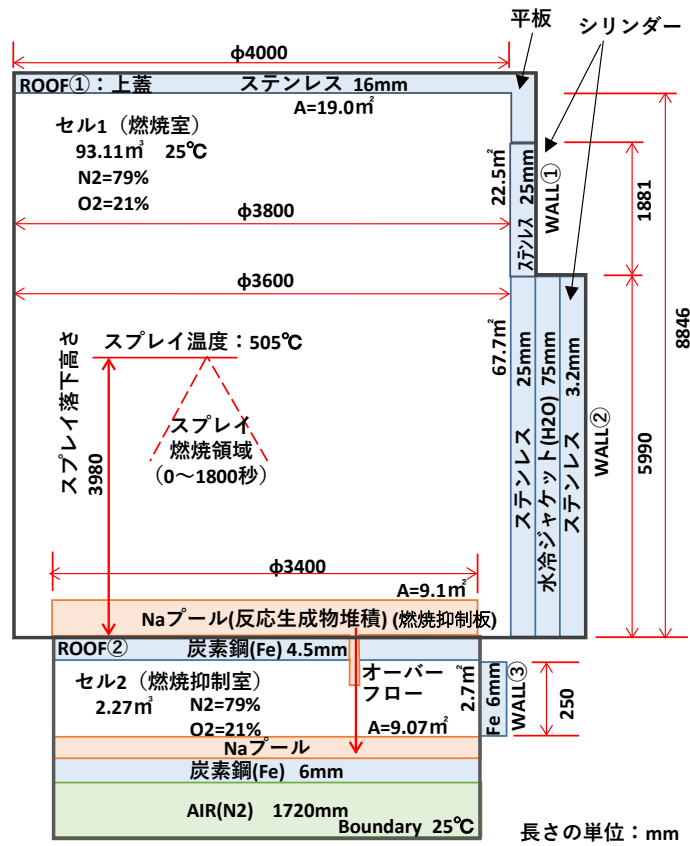 平板
シリンダー
φ4000
ROOF①：上蓋
ステンレス 16mm
A=19.0㎡
セル1（燃焼室）
93.11㎥ 25℃
N2=79%
O2=21%
22.5㎡
ステンレス 25mm
WALL①
1881
φ3800
φ3600
8846
スプレイ温度：505℃
スプレイ落下高さ
3980
スプレイ
燃焼領域
（0～1800秒）
67.7㎡
ステンレス 25mm
水冷ジャケット(H2O) 75mm
ステンレス 3.2mm
WALL②
5990
φ3400
A=9.1㎡
Naプール(反応生成物堆積) (燃焼抑制板)
ROOF②
炭素鋼(Fe) 4.5mm
セル2（燃焼抑制室）
2.27㎥
N2=79%
O2=21%
オーバー
フロー
A=9.07㎡
2.7㎡
Fe 6mm
WALL③
250
Naプール
炭素鋼(Fe) 6mm
AIR(N2) 1720mm
Boundary 25℃
長さの単位：mm